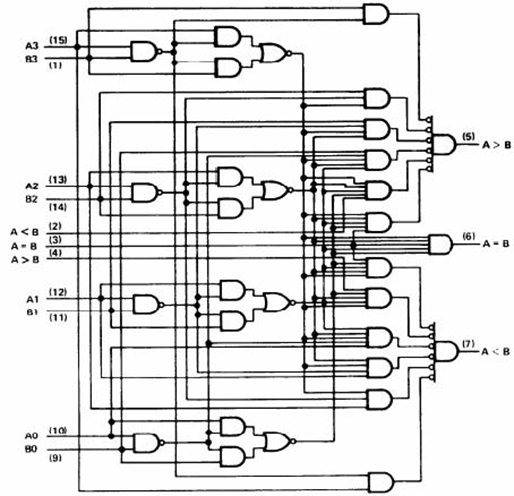 A3 (15)
B3 (1)
(5) A > B
A2 (13)
B2 (14)
A < B (2)
A = B (3)
A > B (4)
(6) A = B
A1 (12)
B1 (11)
(7) A < B
A0 (10)
B0 (9)